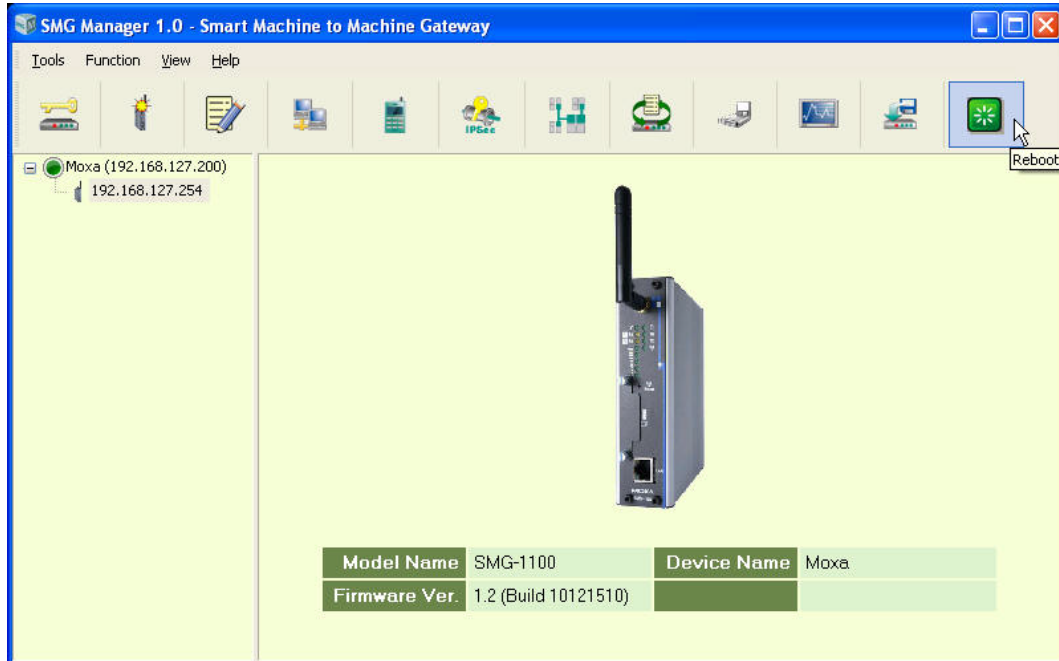 SMG Manager 1.0 - Smart Machine to Machine Gateway
Tools Function View Help
IPSec
Reboot
Moxa (192.168.127.200)
192.168.127.254
MOXA
Model Name SMG-1100 Device Name Moxa
Firmware Ver. 1.2 (Build 10121510)